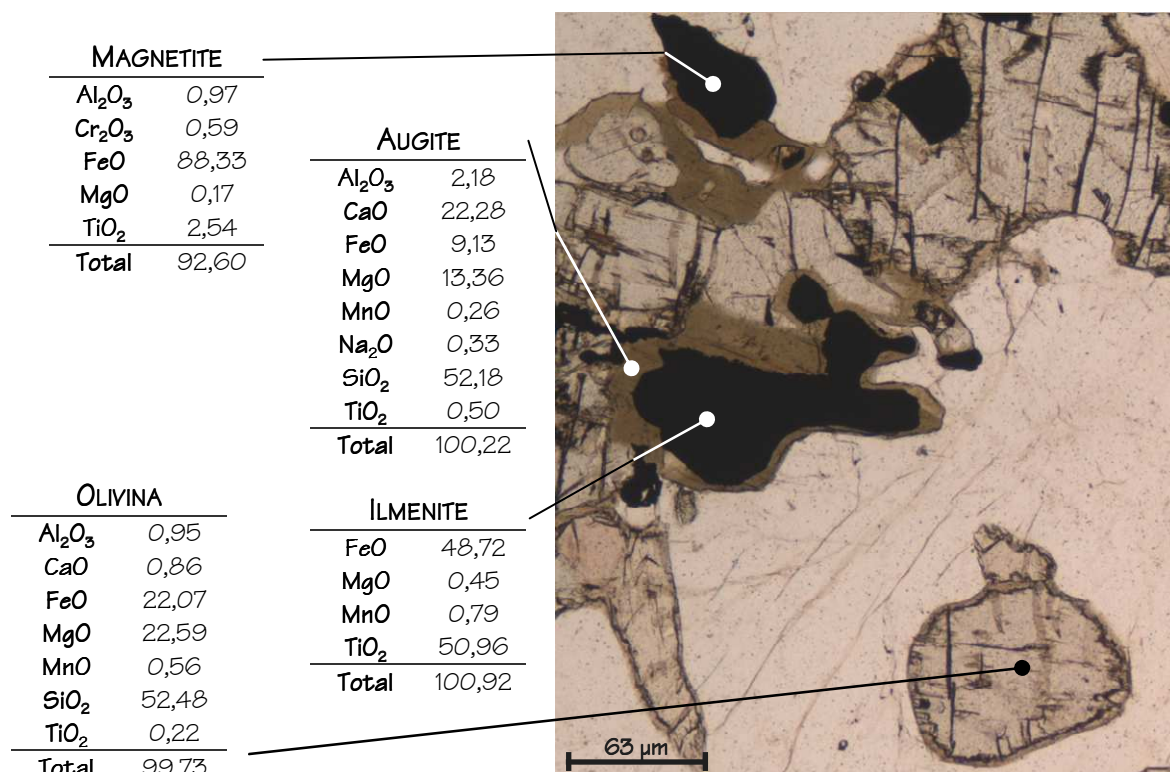 MAGNETITE
Al₂O₃ 0,97
Cr₂O₃ 0,59
FeO 88,33
MgO 0,17
TiO₂ 2,54
Total 92,60
AUGITE
Al₂O₃ 2,18
CaO 22,28
FeO 9,13
MgO 13,36
MnO 0,26
Na₂O 0,33
SiO₂ 52,18
TiO₂ 0,50
Total 100,22
OLIVINA
Al₂O₃ 0,95
CaO 0,86
FeO 22,07
MgO 22,59
MnO 0,56
SiO₂ 52,48
TiO₂ 0,22
Total 99,73
ILMENITE
FeO 48,72
MgO 0,45
MnO 0,79
TiO₂ 50,96
Total 100,92
63 µm